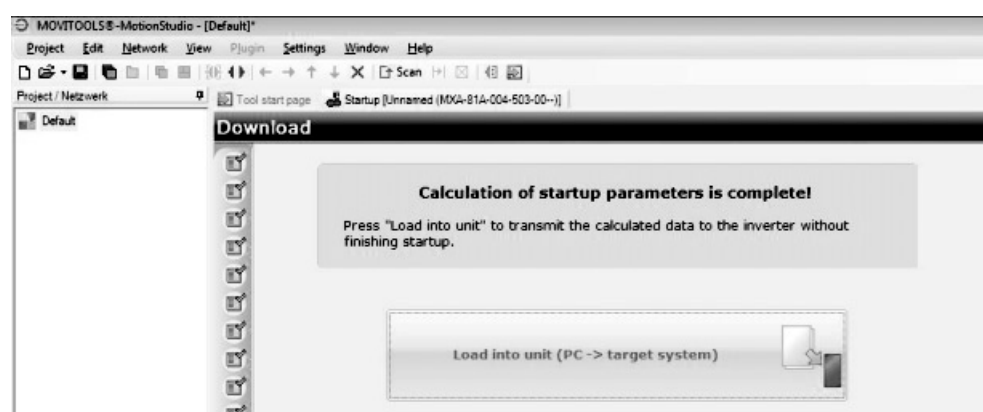 MOVITOOLS®-MotionStudio - [Default]*
Project Edit Network View Plugin Settings Window Help
Scan
Project / Netzwerk
Tool start page Startup [Unnamed (MXA-81A-004-503-00--)]
Default
Download
Calculation of startup parameters is complete!
Press "Load into unit" to transmit the calculated data to the inverter without
finishing startup.
Load into unit (PC -> target system)